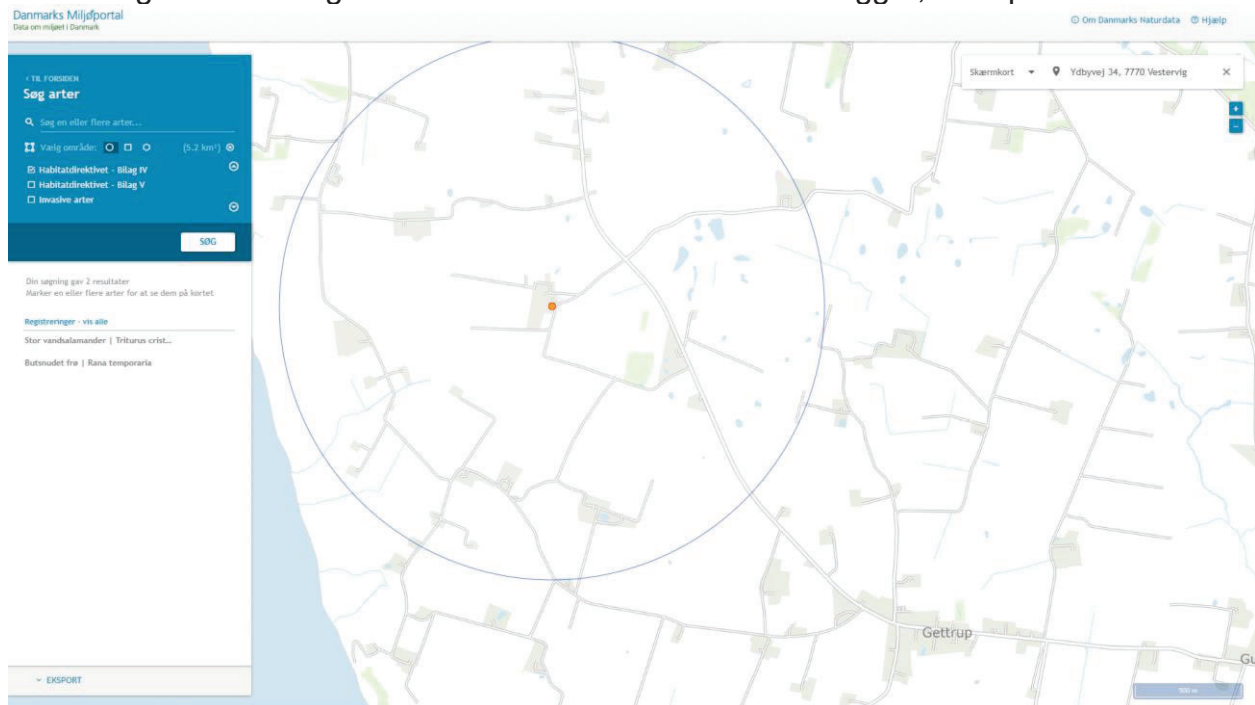 Danmarks Miljøportal
Data om miljøet i Danmark
Om Danmarks Naturdata
Hjælp
Skærmkort
Ydbyvej 34, 7770 Vestervig
‹ TIL FORSIDEN
Søg arter
Søg en eller flere arter...
Vælg område:
(5.2 km²)
Habitatdirektivet - Bilag IV
Habitatdirektivet - Bilag V
Invasive arter
SØG
Din søgning gav 2 resultater
Marker en eller flere arter for at se dem på kortet
Registreringer - vis alle
Stor vandsalamander | Triturus crist...
Butsnudet frø | Rana temporaria
Gettrup
Gu
EKSPORT